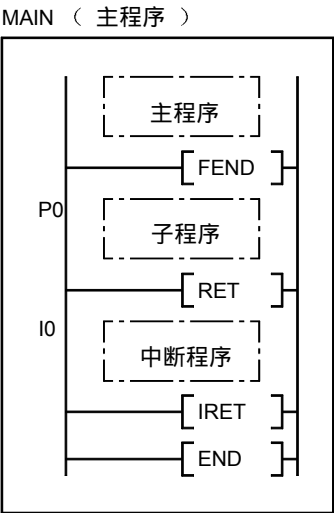 MAIN （ 主程序 ）
主程序
FEND
P0
子程序
RET
I0
中断程序
IRET
END